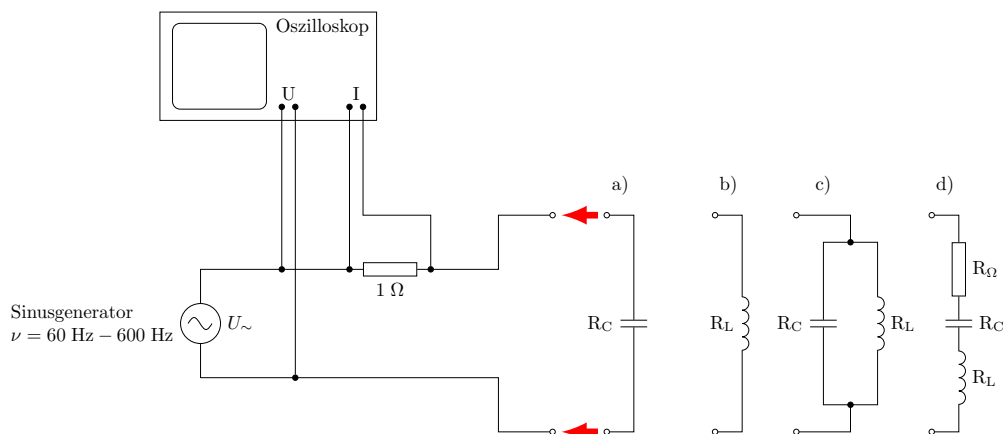 Oszilloskop
U
I
a)
b)
c)
d)
1 Ω
Sinusgenerator
ν = 60 Hz − 600 Hz
U∼
R_C
R_L
R_C
R_L
R_Ω
R_C
R_L